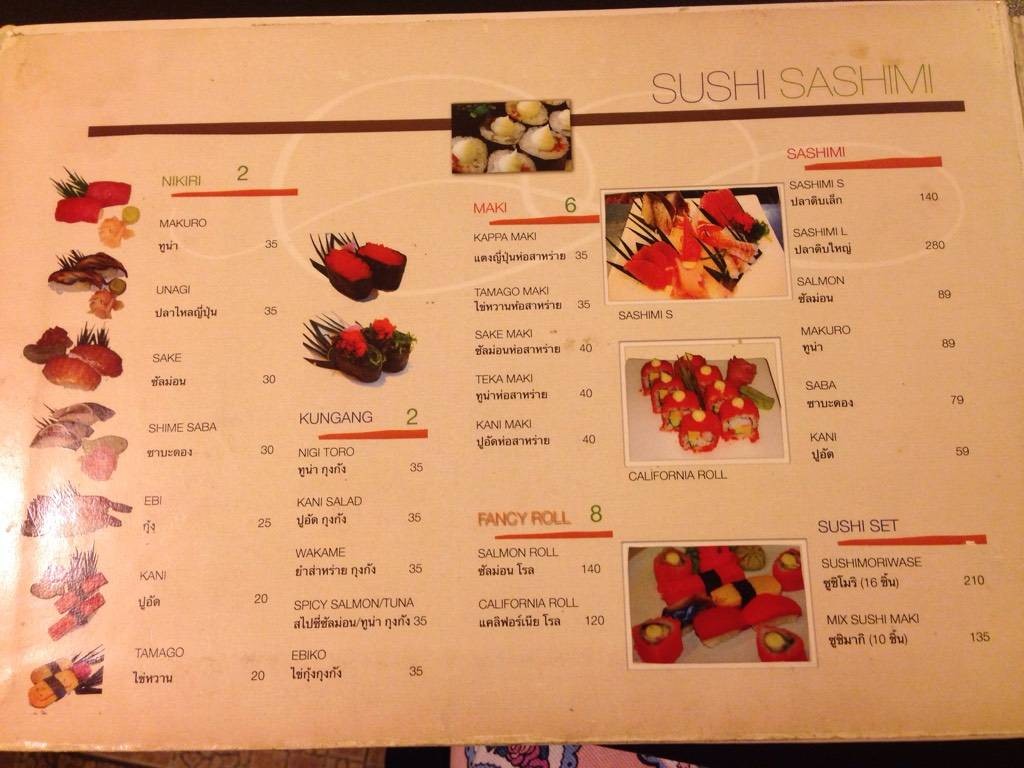 SUSHI SASHIMI
NIKIRI 2
MAKURO
ทูน่า 35
UNAGI
ปลาไหลญี่ปุ่น 35
SAKE
ซัลม่อน 30
SHIME SABA
ซาบะดอง 30
EBI
กุ้ง 25
KANI
ปูอัด 20
TAMAGO
ไข่หวาน 20
KUNGANG 2
NIGI TORO
ทูน่า กุงกัง 35
KANI SALAD
ปูอัด กุงกัง 35
WAKAME
ยำสาหร่าย กุงกัง 35
SPICY SALMON/TUNA
สไปซี่ซัลม่อน/ทูน่า กุงกัง 35
EBIKO
ไข่กุ้งกุงกัง 35
MAKI 6
KAPPA MAKI
แตงญี่ปุ่นห่อสาหร่าย 35
TAMAGO MAKI
ไข่หวานห่อสาหร่าย 35
SAKE MAKI
ซัลม่อนห่อสาหร่าย 40
TEKA MAKI
ทูน่าห่อสาหร่าย 40
KANI MAKI
ปูอัดห่อสาหร่าย 40
FANCY ROLL 8
SALMON ROLL
ซัลม่อน โรล 140
CALIFORNIA ROLL
แคลิฟอร์เนีย โรล 120
SASHIMI S
CALIFORNIA ROLL
SASHIMI
SASHIMI S
ปลาดิบเล็ก 140
SASHIMI L
ปลาดิบใหญ่ 280
SALMON
ซัลม่อน 89
MAKURO
ทูน่า 89
SABA
ซาบะดอง 79
KANI
ปูอัด 59
SUSHI SET
SUSHIMORIWASE
ซูชิโมริ (16 ชิ้น) 210
MIX SUSHI MAKI
ซูชิมากิ (10 ชิ้น) 135